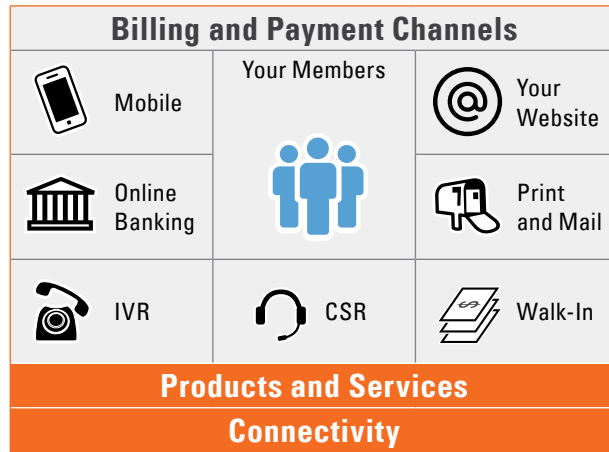 Billing and Payment Channels
Mobile
Your Members
Your
Website
Online
Banking
Print
and Mail
IVR
CSR
$
Walk-In
Products and Services
Connectivity